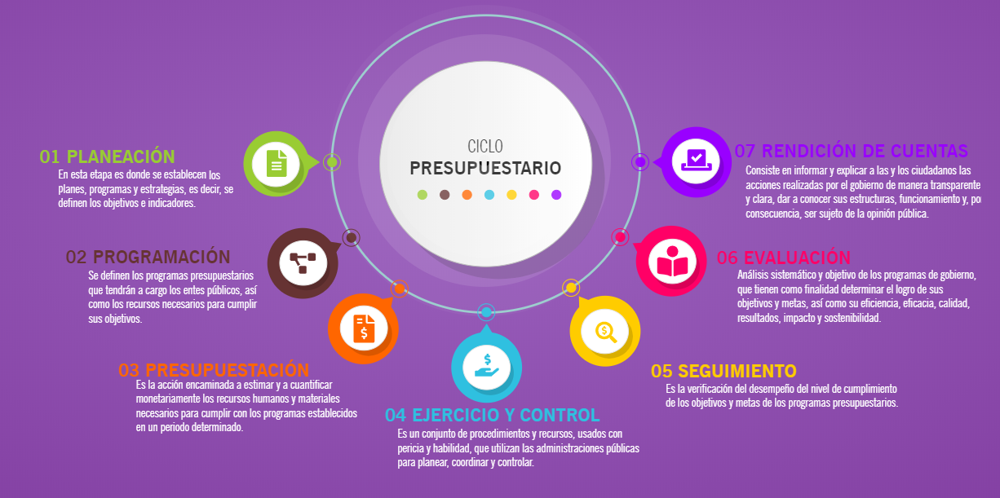 CICLO
PRESUPUESTARIO
01 PLANEACIÓN
En esta etapa es donde se establecen los
planes, programas y estrategias, es decir, se
definen los objetivos e indicadores.
02 PROGRAMACIÓN
Se definen los programas presupuestarios
que tendrán a cargo los entes públicos, así
como los recursos necesarios para cumplir
sus objetivos.
03 PRESUPUESTACIÓN
Es la acción encaminada a estimar y a cuantificar
monetariamente los recursos humanos y materiales
necesarios para cumplir con los programas establecidos
en un periodo determinado.
04 EJERCICIO Y CONTROL
Es un conjunto de procedimientos y recursos, usados con
pericia y habilidad, que utilizan las administraciones públicas
para planear, coordinar y controlar.
05 SEGUIMIENTO
Es la verificación del desempeño del nivel de cumplimiento
de los objetivos y metas de los programas presupuestarios.
06 EVALUACIÓN
Análisis sistemático y objetivo de los programas de gobierno,
que tienen como finalidad determinar el logro de sus
objetivos y metas, así como su eficiencia, eficacia, calidad,
resultados, impacto y sostenibilidad.
07 RENDICIÓN DE CUENTAS
Consiste en informar y explicar a las y los ciudadanos las
acciones realizadas por el gobierno de manera transparente
y clara, dar a conocer sus estructuras, funcionamiento y, po
consecuencia, ser sujeto de la opinión pública.